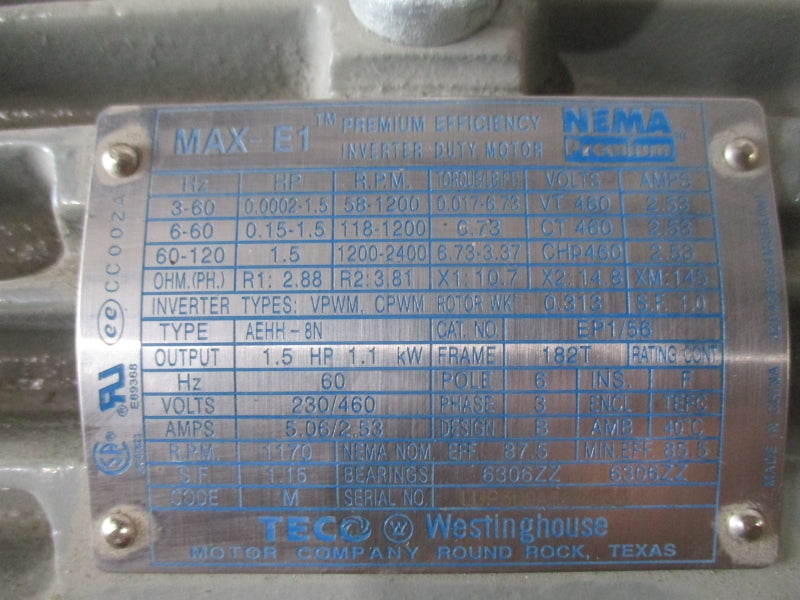 MAX-E1™ PREMIUM EFFICIENCY INVERTER DUTY MOTOR NEMA Premium
Hz HP R.P.M. VOLTS AMPS
3-60 0.0002-1.5 58-1200 0.017-6.73 VT 460 2.53
6-60 0.15-1.5 118-1200 6.73 CT 460 2.53
60-120 1.5 1200-2400 6.73-3.37 CHP460 2.53
OHM.(PH.) R1: 2.88 R2:3.81 X1: 10.7 X2: 14.8 XM:145
INVERTER TYPES: VPWM, CPWM ROTOR WK² 0.313 S.F. 1.0
TYPE AEHH-8N CAT. NO. EP1/56
OUTPUT 1.5 HP 1.1 kW FRAME 182T RATING CONT.
Hz 60 POLE 6 INS. F
VOLTS 230/460 PHASE 3 ENCL TEFC
AMPS 5.06/2.53 DESIGN B AMB 40°C
R.P.M. 1170 NEMA NOM. EFF 87.5 MIN.EFF 85.5
S.F. 1.15 BEARINGS 6306ZZ 6306ZZ
CODE M SERIAL NO.
TECO W Westinghouse
MOTOR COMPANY ROUND ROCK, TEXAS
ee CC002A
UR ® E89368
SA ®
MADE IN